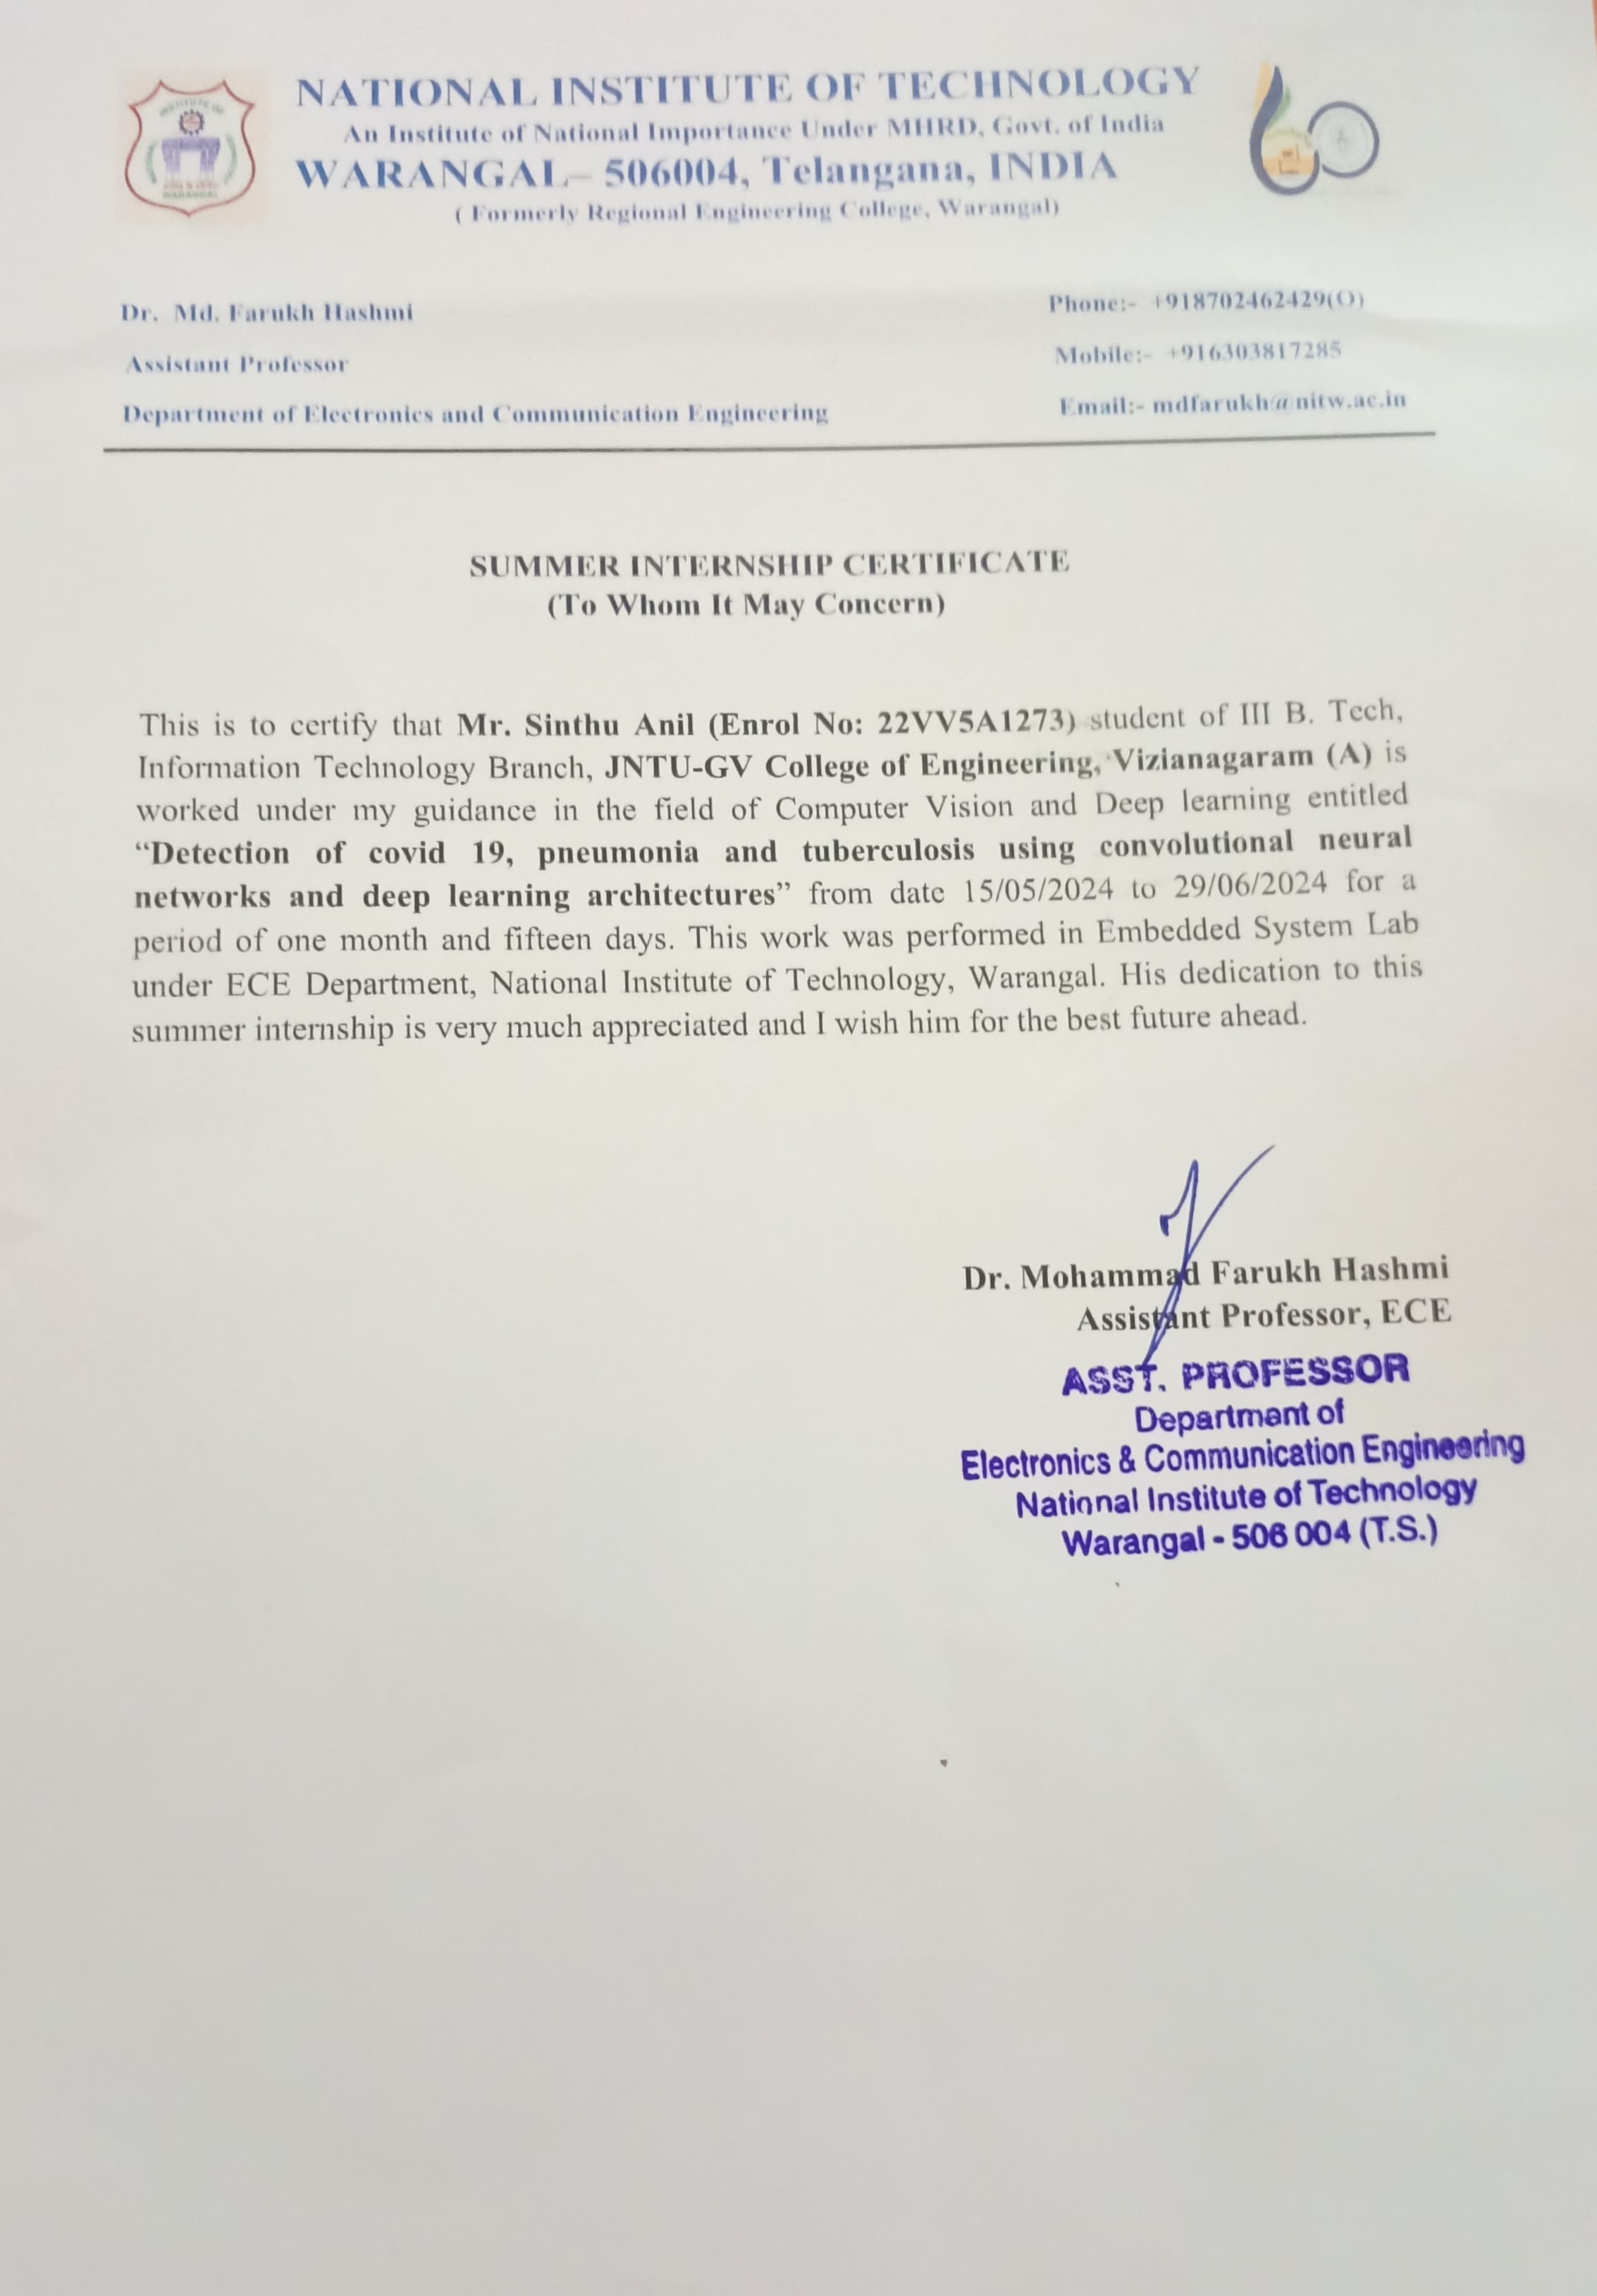 NATIONAL INSTITUTE OF TECHNOLOGY
An Institute of National Importance Under MHRD, Govt. of India
WARANGAL– 506004, Telangana, INDIA
( Formerly Regional Engineering College, Warangal)
Dr. Md. Farukh Hashmi
Phone:- +918702462429(O)
Assistant Professor
Mobile:- +916303817285
Department of Electronics and Communication Engineering
Email:- mdfarukh@nitw.ac.in
SUMMER INTERNSHIP CERTIFICATE
(To Whom It May Concern)
This is to certify that Mr. Sinthu Anil (Enrol No: 22VV5A1273) student of III B. Tech,
Information Technology Branch, JNTU-GV College of Engineering, Vizianagaram (A) is
worked under my guidance in the field of Computer Vision and Deep learning entitled
“Detection of covid 19, pneumonia and tuberculosis using convolutional neural
networks and deep learning architectures” from date 15/05/2024 to 29/06/2024 for a
period of one month and fifteen days. This work was performed in Embedded System Lab
under ECE Department, National Institute of Technology, Warangal. His dedication to this
summer internship is very much appreciated and I wish him for the best future ahead.
Dr. Mohammad Farukh Hashmi
Assistant Professor, ECE
ASST. PROFESSOR
Department of
Electronics & Communication Engineering
National Institute of Technology
Warangal - 506 004 (T.S.)